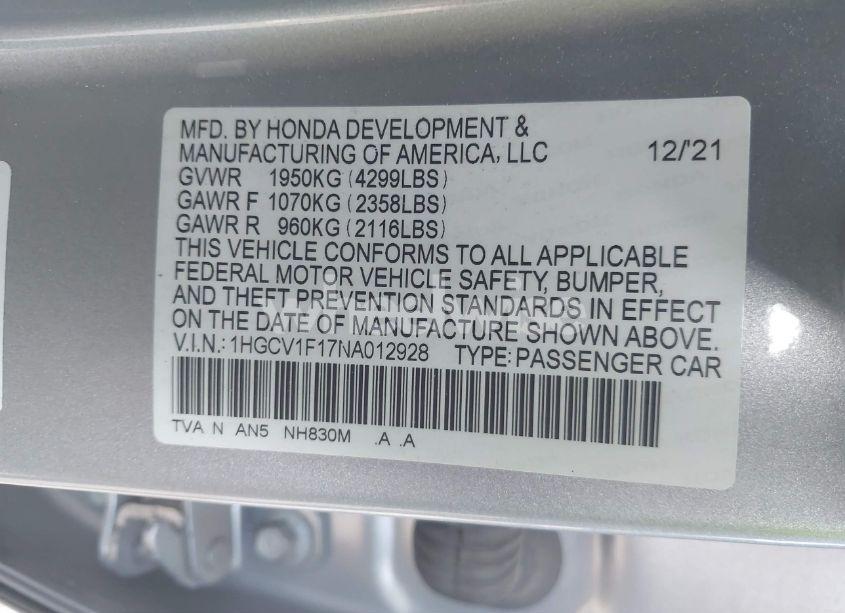 MFD. BY HONDA DEVELOPMENT &
MANUFACTURING OF AMERICA, LLC 12/'21
GVWR 1950KG (4299LBS)
GAWR F 1070KG (2358LBS)
GAWR R 960KG (2116LBS)
THIS VEHICLE CONFORMS TO ALL APPLICABLE
FEDERAL MOTOR VEHICLE SAFETY, BUMPER,
AND THEFT PREVENTION STANDARDS IN EFFECT
ON THE DATE OF MANUFACTURE SHOWN ABOVE.
V.I.N.: 1HGCV1F17NA012928 TYPE: PASSENGER CAR
TVA N AN5 NH830M .A .A